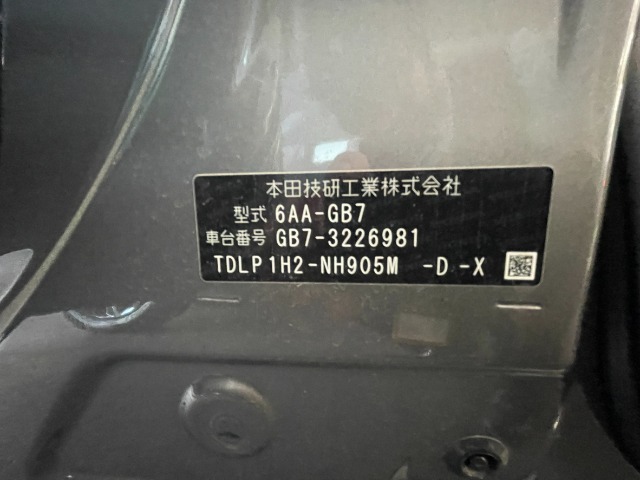 本田技研工業株式会社
型式 6AA-GB7
車台番号 GB7-3226981
TDLP1H2-NH905M -D -X